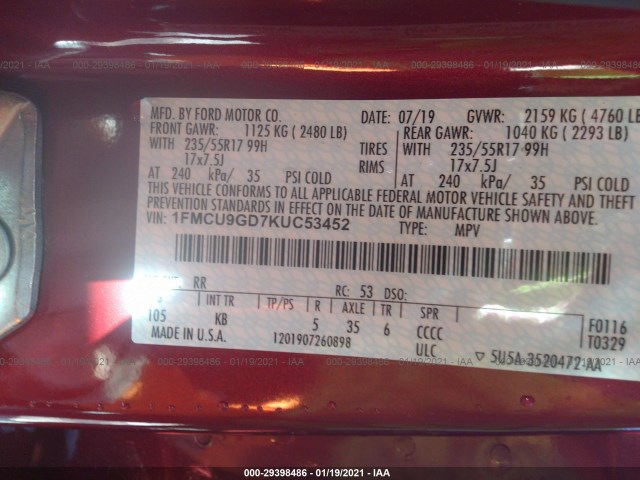 000-29398486 - 01/19/2021 - IAA
MFD. BY FORD MOTOR CO.
DATE: 07/19 GVWR: 2159 KG ( 4760 LB
FRONT GAWR: 1125 KG ( 2480 LB)
REAR GAWR: 1040 KG ( 2293 LB)
WITH 235/55R17 99H TIRES WITH 235/55R17 99H
17x7.5J RIMS 17x7.5J
AT 240 kPa/ 35 PSI COLD AT 240 kPa/ 35 PSI COLD
THIS VEHICLE CONFORMS TO ALL APPLICABLE FEDERAL MOTOR VEHICLE SAFETY AND THEFT
PREVENTION STANDARDS IN EFFECT ON THE DATE OF MANUFACTURE SHOWN ABOVE.
VIN: 1FMCU9GD7KUC53452
TYPE: MPV
RR RC: 53 DSO:
INT TR TP/PS R AXLE TR SPR
105 KB 5 35 6 CCCC
F0116
T0329
MADE IN U.S.A. 1201907260898 ULC
5U5A-3520472-AA
000-29398486 - 01/19/2021 - IAA